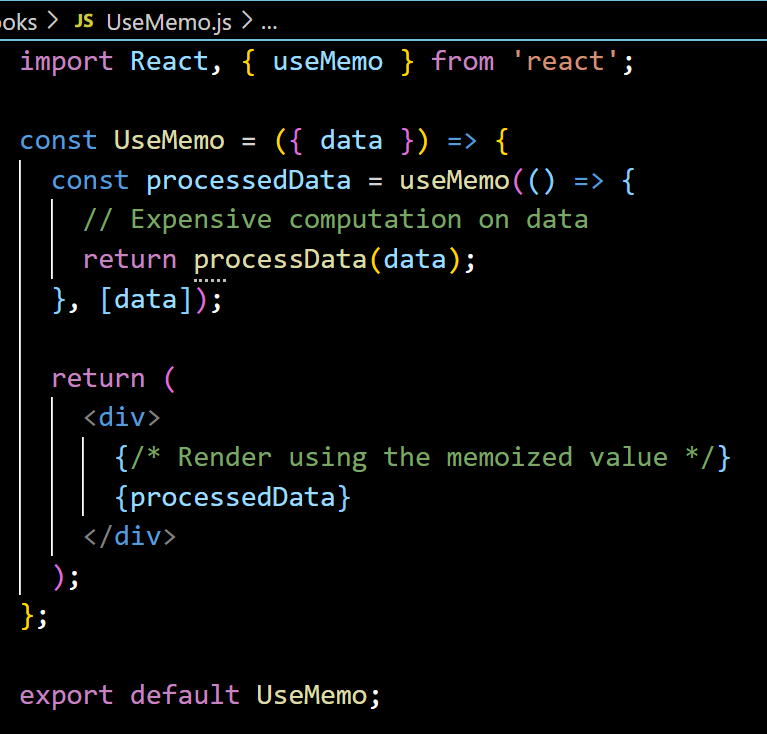 ooks > JS UseMemo.js > ...
import React, { useMemo } from 'react';
const UseMemo = ({ data }) => {
const processedData = useMemo(() => {
// Expensive computation on data
return processData(data);
}, [data]);
return (
<div>
{/* Render using the memoized value */}
{processedData}
</div>
);
};
export default UseMemo;